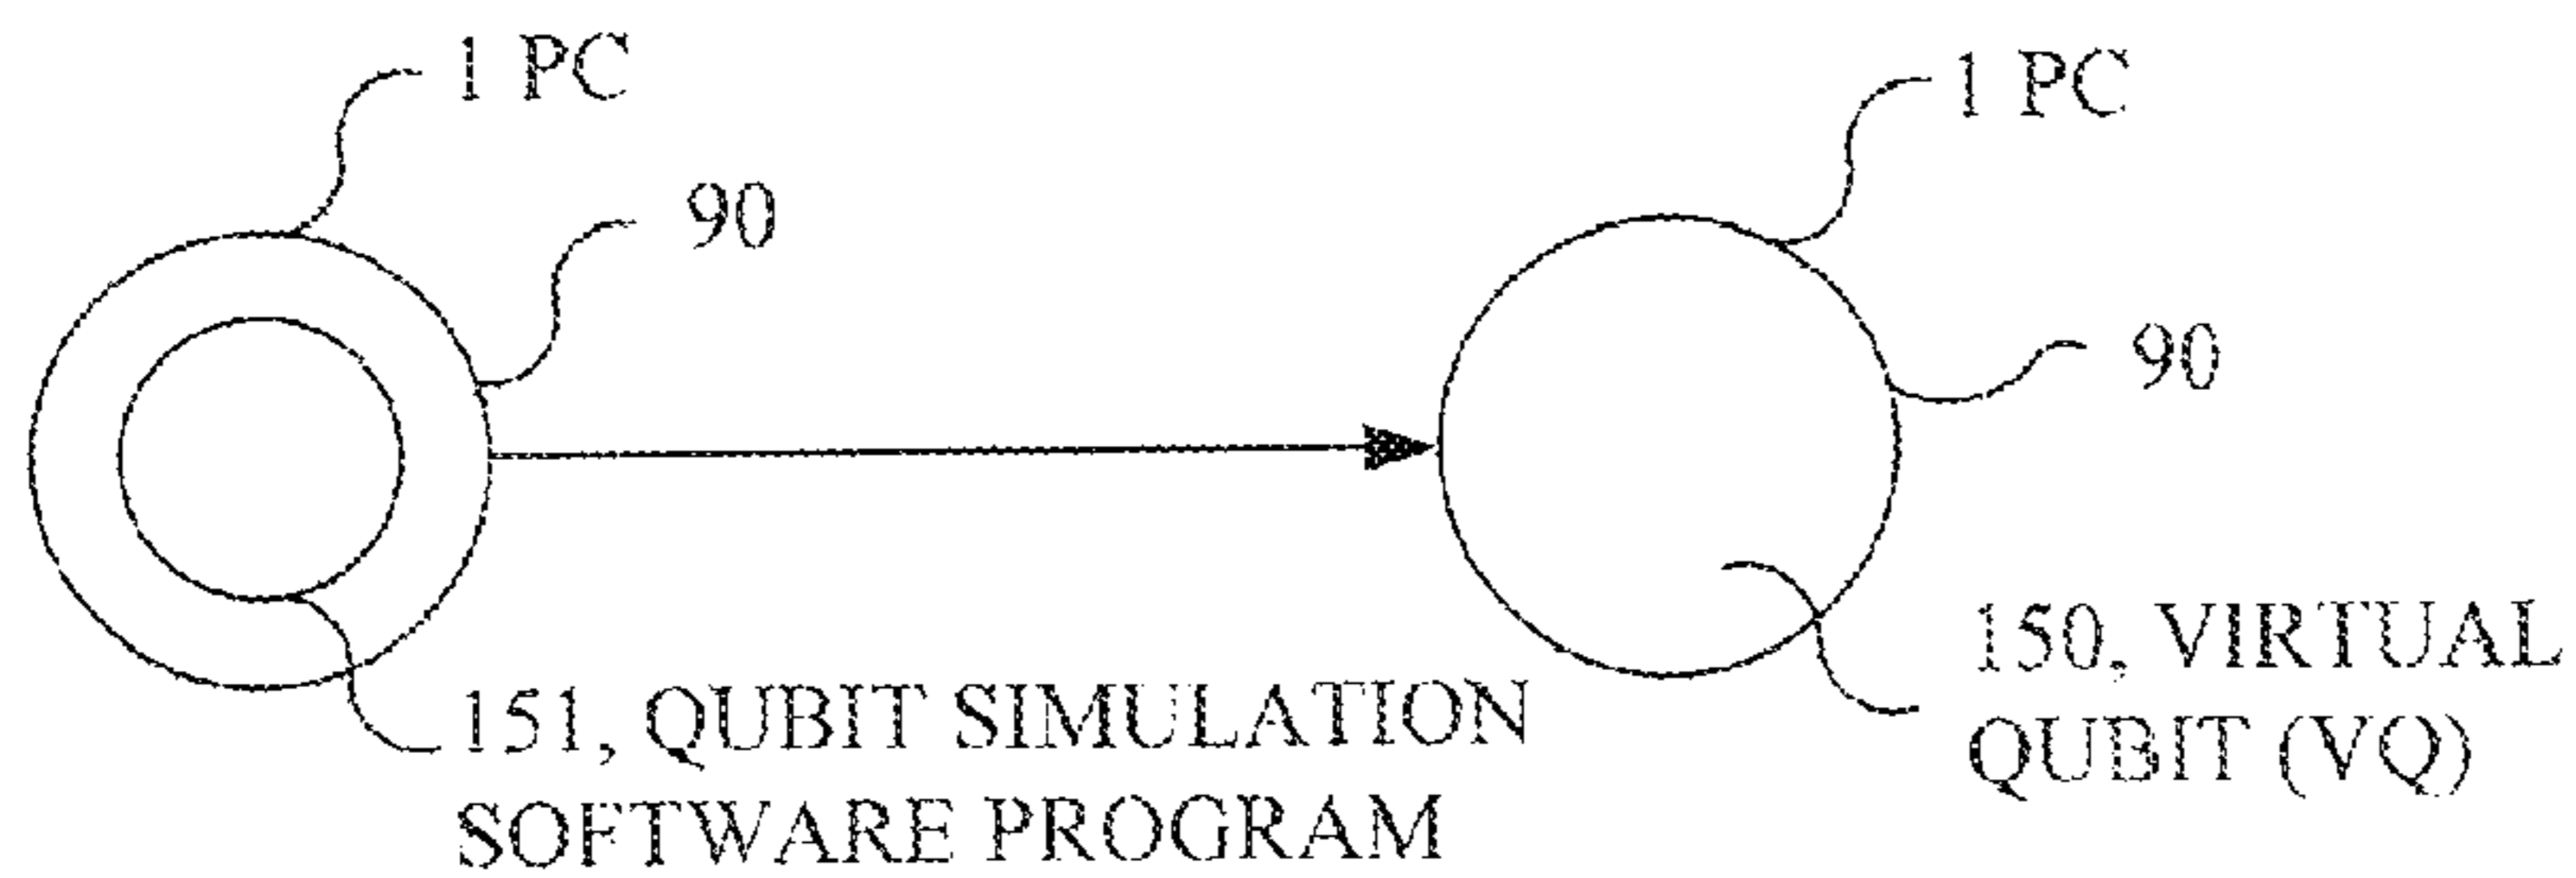 1 PC
90
151, QUBIT SIMULATION
SOFTWARE PROGRAM
1 PC
90
150, VIRTUAL
QUBIT (VQ)